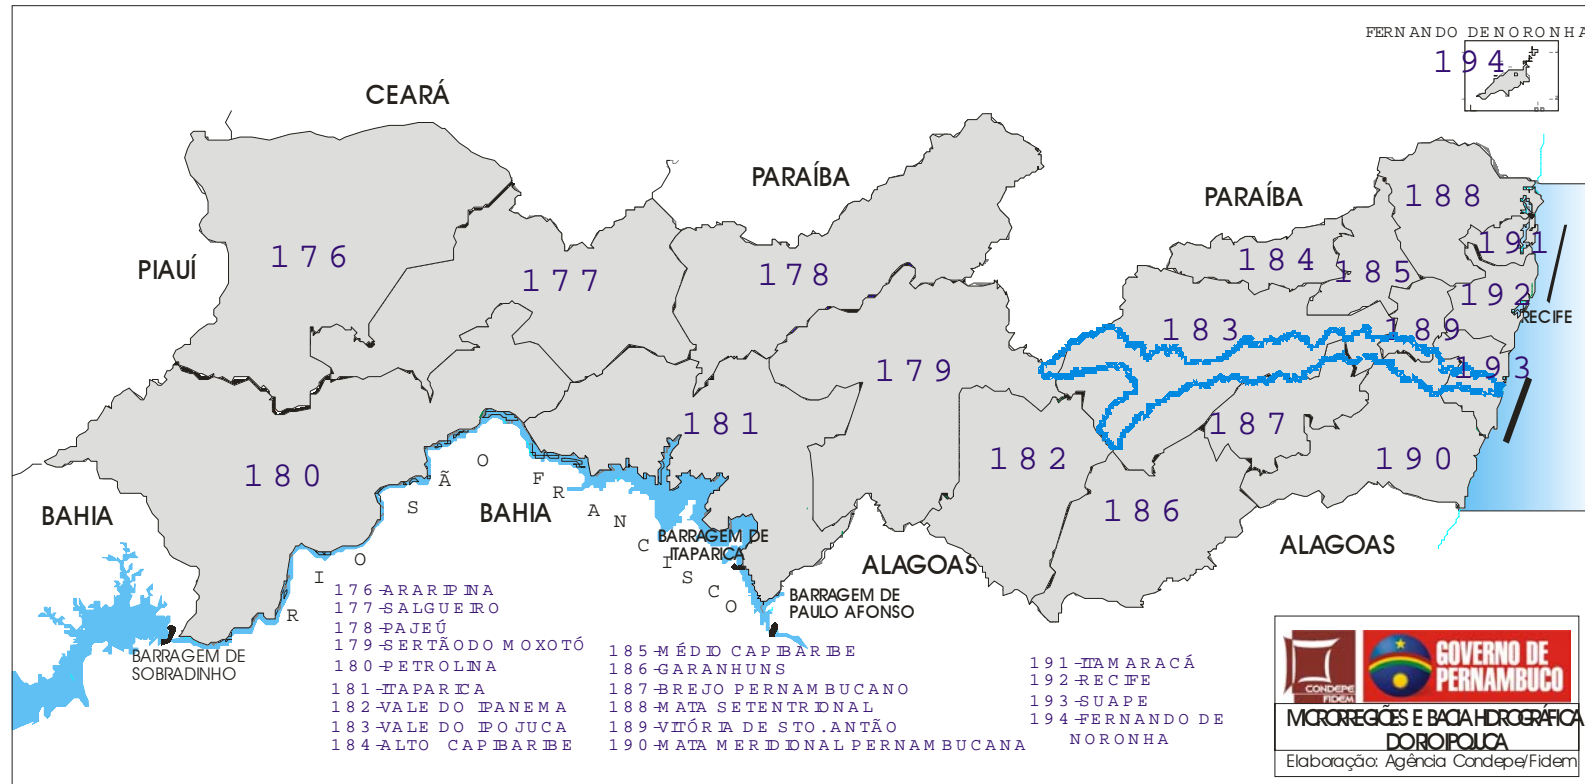 FERNANDO DE NORONHA
194
CEARÁ
PARAÍBA
PARAÍBA
188
191
176
PIAUÍ
177
178
184
185
192
RECIFE
183
189
179
193
181
187
180
182
190
186
BAHIA
BAHIA
RIO SÃO FRANCISCO
BARRAGEM DE
ITAPARICA
ALAGOAS
ALAGOAS
BARRAGEM DE
PAULO AFONSO
BARRAGEM DE
SOBRADINHO
176-ARARIPINA
177-SALGUEIRO
178-PAJEÚ
179-SERTÃO DO MOXOTÓ
180-PETROLINA
181-ITAPARICA
182-VALE DO IPANEMA
183-VALE DO IPOJUCA
184-ALTO CAPIBARIBE
185-MÉDIO CAPIBARIBE
186-GARANHUNS
187-BREJO PERNAMBUCANO
188-MATA SETENTRIONAL
189-VITÓRIA DE STO. ANTÃO
190-MATA MERIDIONAL PERNAMBUCANA
191-ITAMARACÁ
192-RECIFE
193-SUAPE
194-FERNANDO DE
NORONHA
CONDEPE
FIDEM
GOVERNO DE
PERNAMBUCO
MICRORREGIÕES E BACIA HIDROGRÁFICA
DO RIO IPOJUCA
Elaboração: Agência Condepe/Fidem